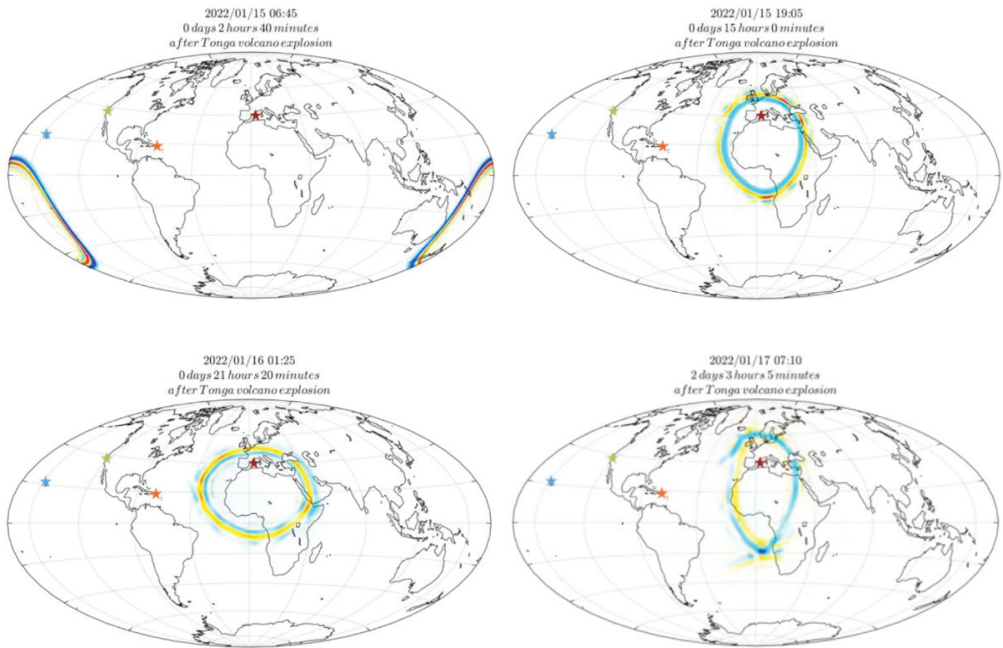 2022/01/15 06:45
0 days 2 hours 40 minutes
after Tonga volcano explosion
2022/01/15 19:05
0 days 15 hours 0 minutes
after Tonga volcano explosion
2022/01/16 01:25
0 days 21 hours 20 minutes
after Tonga volcano explosion
2022/01/17 07:10
2 days 3 hours 5 minutes
after Tonga volcano explosion